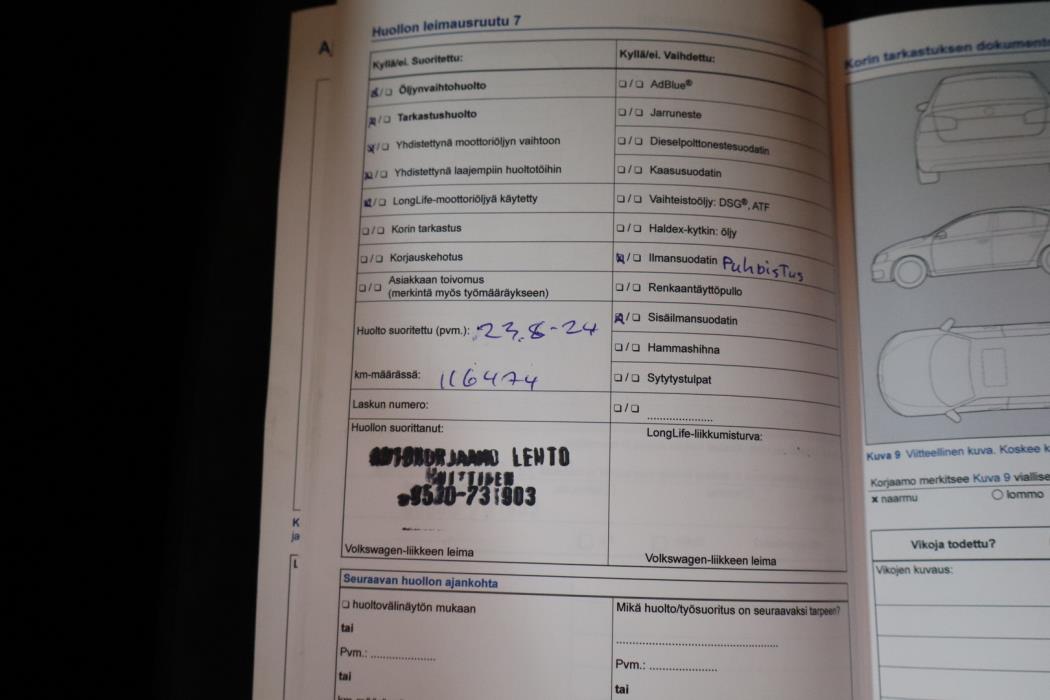 A
Huollon leimausruutu 7
Kyllä/ei. Suoritettu:
Öljynvaihtohuolto
Tarkastushuolto
Yhdistettynä moottoriöljyn vaihtoon
Yhdistettynä laajempiin huoltotöihin
LongLife-moottoriöljyä käytetty
Korin tarkastus
Korjauskehotus
Asiakkaan toivomus
(merkintä myös työmääräykseen)
Huolto suoritettu (pvm.): 23.8-24
km-määrässä: 116474
Laskun numero:
Huollon suorittanut:
AUTOKORJAAMO LEHTO
-731903
Volkswagen-liikkeen leima
Kyllä/ei. Vaihdettu:
AdBlue®
Jarruneste
Dieselpolttonestesuodatin
Kaasusuodatin
Vaihteistoöljy: DSG®, ATF
Haldex-kytkin: öljy
Ilmansuodatin Puhdistus
Renkaantäyttöpullo
Sisäilmansuodatin
Hammashihna
Sytytystulpat
LongLife-liikkumisturva:
Volkswagen-liikkeen leima
Seuraavan huollon ajankohta
huoltovälinäytön mukaan
tai
Pvm.:
tai
Mikä huolto/työsuoritus on seuraavaksi tarpeen?
Pvm.:
tai
K
ja
L
Korin tarkastuksen
Kuva 9 Viitteellinen kuva. Koskee
Korjaamo merkitsee Kuva 9
x naarmu
lommo
Vikoja todettu?
Vikojen kuvaus: